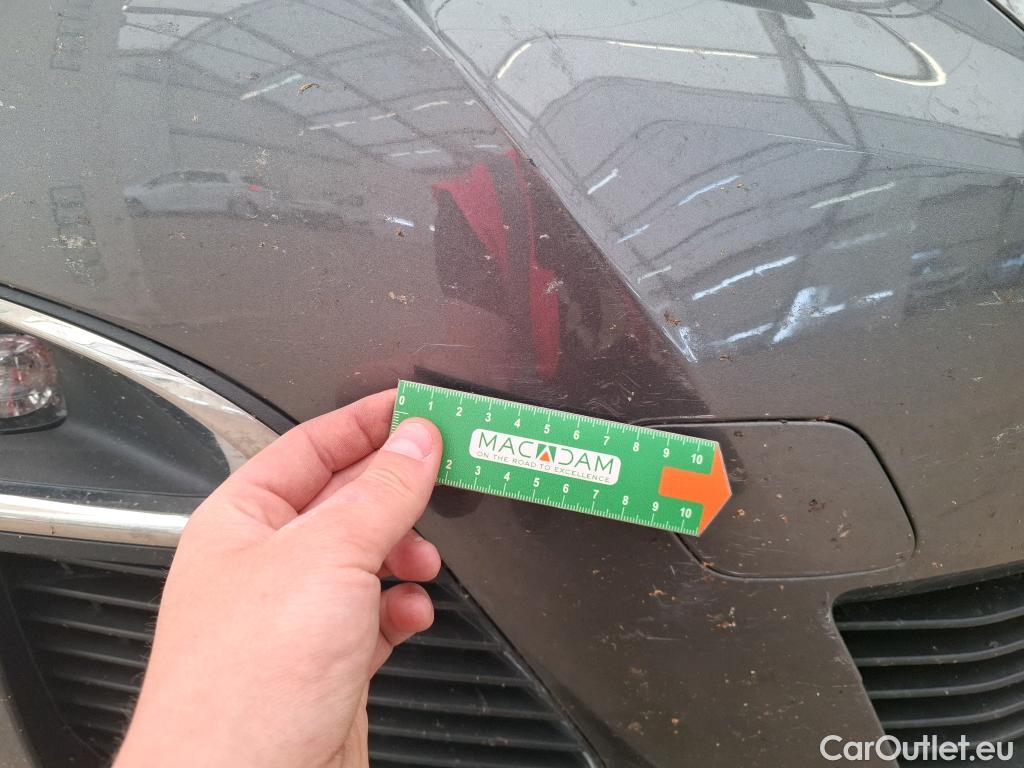 0 1 2 3 4 5 6 7 8 9 10
MACADAM
ON THE ROAD TO EXCELLENCE
2 3 4 5 6 7 8 9 10
CarOutlet.eu